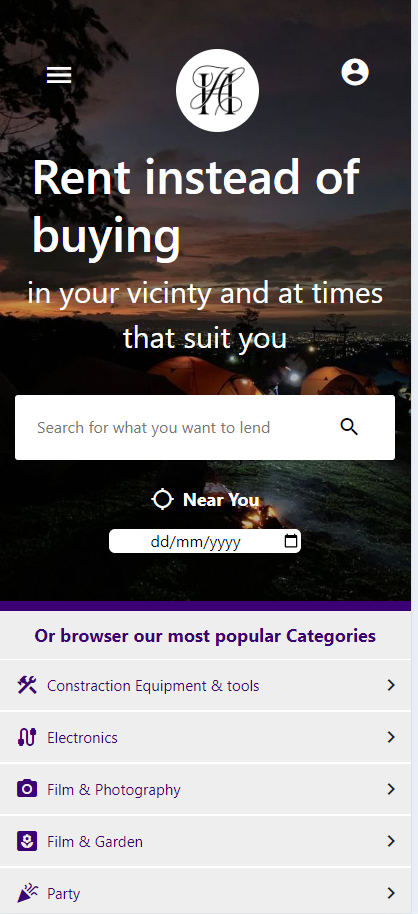 Rent instead of
buying
in your vicinty and at times
that suit you
Search for what you want to lend
Near You
dd/mm/yyyy
Or browser our most popular Categories
Constraction Equipment & tools
Electronics
Film & Photography
Film & Garden
Party